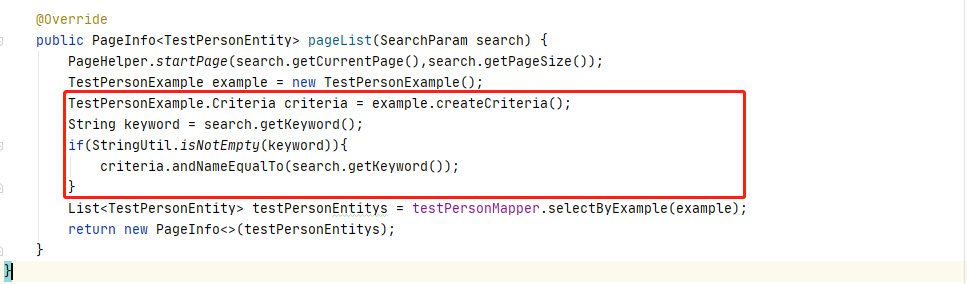 @Override
public PageInfo<TestPersonEntity> pageList(SearchParam search) {
PageHelper.startPage(search.getCurrentPage(),search.getPageSize());
TestPersonExample example = new TestPersonExample();
TestPersonExample.Criteria criteria = example.createCriteria();
String keyword = search.getKeyword();
if(StringUtil.isNotEmpty(keyword)){
criteria.andNameEqualTo(search.getKeyword());
}
List<TestPersonEntity> testPersonEntitys = testPersonMapper.selectByExample(example);
return new PageInfo<>(testPersonEntitys);
}
}